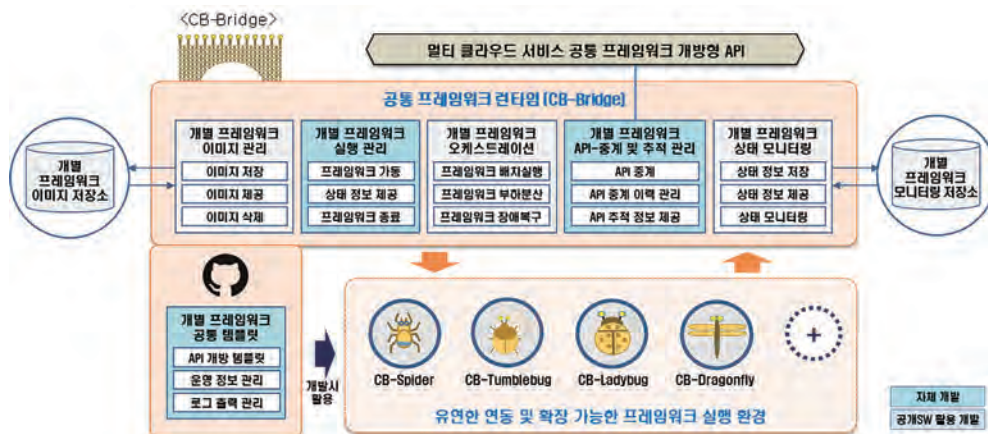 <CB-Bridge>
멀티 클라우드 서비스 공통 프레임워크 개방형 API
공통 프레임워크 런타임(CB-Bridge)
개별
프레임워크
이미지 저장소
개별 프레임워크
이미지 관리
이미지 저장
이미지 제공
이미지 삭제
개별 프레임워크
실행 관리
프레임워크 가동
상태 정보 제공
프레임워크 종료
개별 프레임워크
오케스트레이션
프레임워크 배치실행
프레임워크 부하분산
프레임워크 장애복구
개별 프레임워크
API-중계 및 추적 관리
API 중계
API 중계 이력 관리
API 추적 정보 제공
개별 프레임워크
상태 모니터링
상태 정보 저장
상태 정보 제공
상태 모니터링
개별
프레임워크
모니터링 저장소
개별 프레임워크
공통 템플릿
API 개방 템플릿
운영 정보 관리
로그 출력 관리
개발시
활용
CB-Spider
CB-Tumblebug
CB-Ladybug
CB-Dragonfly
+
유연한 연동 및 확장 가능한 프레임워크 실행 환경
자체 개발
공개SW 활용 개발